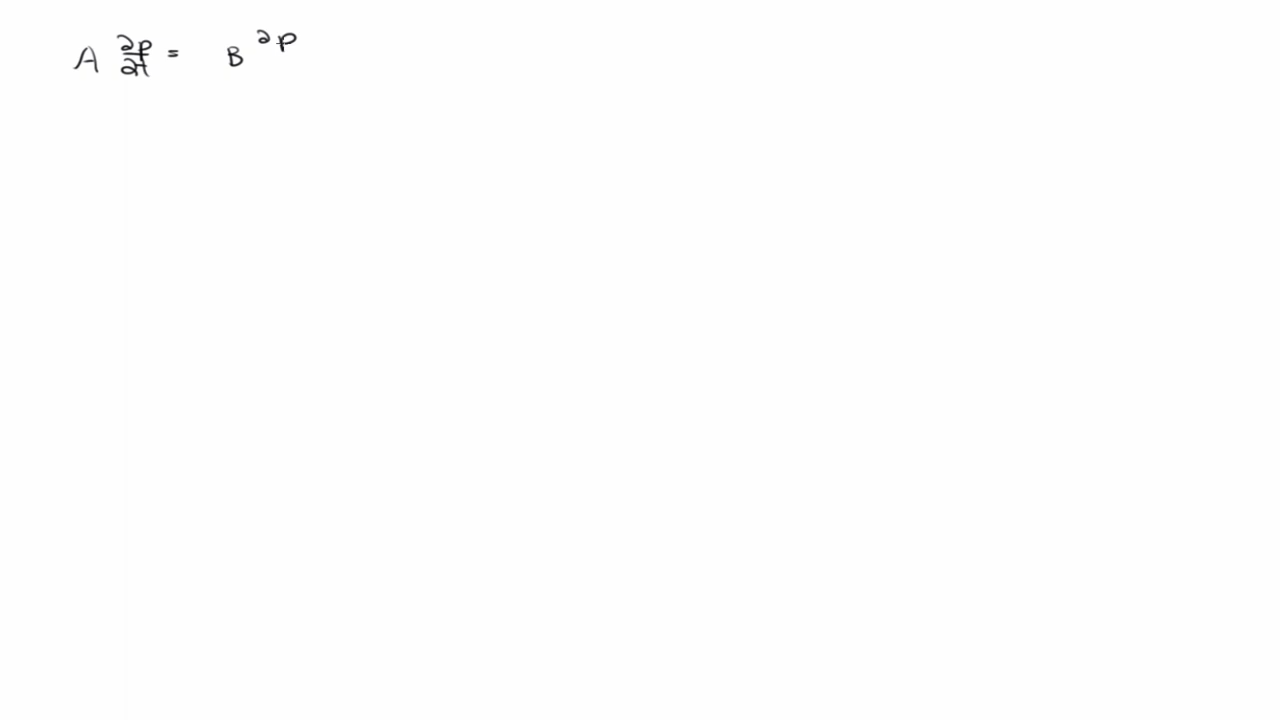 A ∂p/∂t = B ∂p